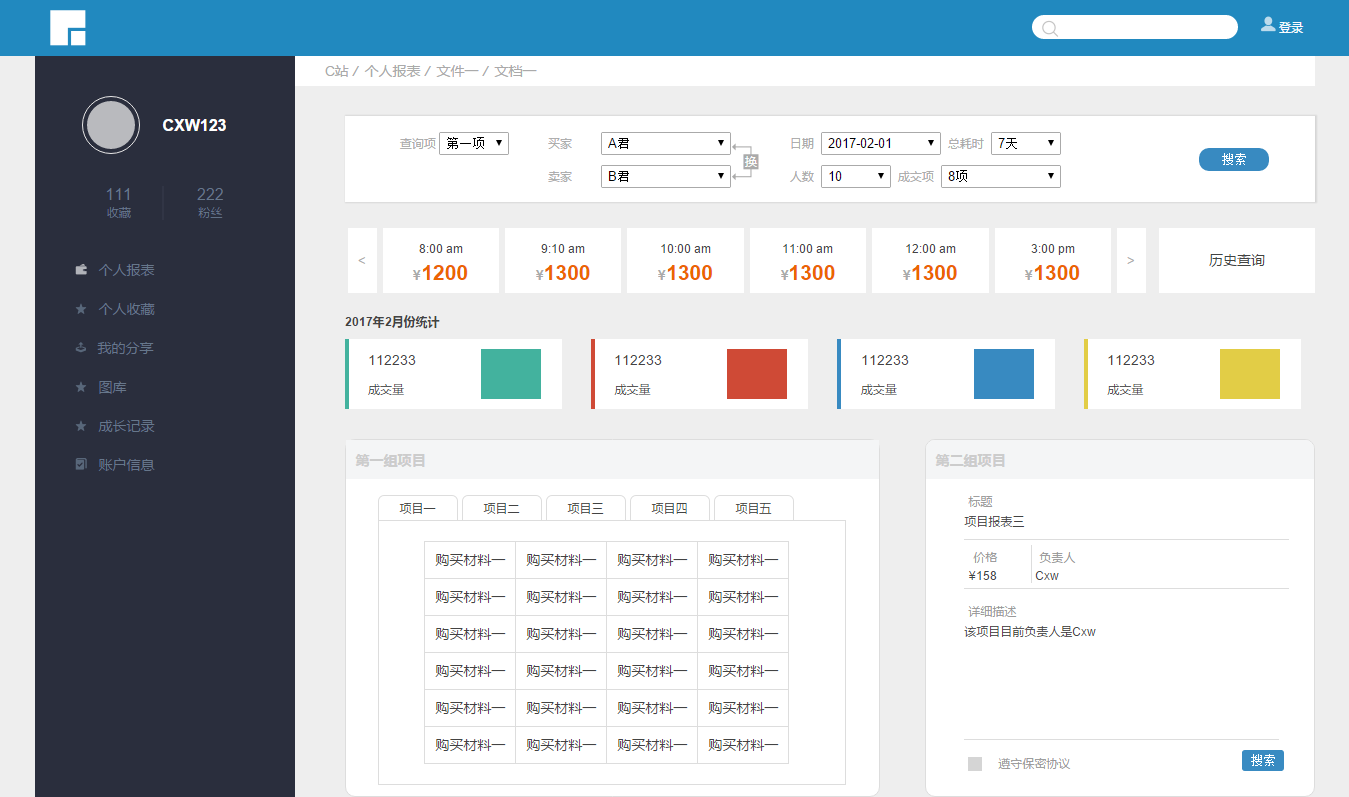 登录
C站 / 个人报表 / 文件一 / 文档一
CXW123
111 222
收藏 粉丝
个人报表
个人收藏
我的分享
图库
成长记录
账户信息
查询项 第一项 买家 A君 日期 2017-02-01 总耗时 7天
换
搜索
卖家 B君 人数 10 成交项 8项
< 8:00 am 9:10 am 10:00 am 11:00 am 12:00 am 3:00 pm >
¥1200 ¥1300 ¥1300 ¥1300 ¥1300 ¥1300
历史查询
2017年2月份统计
112233 112233 112233 112233
成交量 成交量 成交量 成交量
第一组项目
项目一 项目二 项目三 项目四 项目五
购买材料一 购买材料一 购买材料一 购买材料一
购买材料一 购买材料一 购买材料一 购买材料一
购买材料一 购买材料一 购买材料一 购买材料一
购买材料一 购买材料一 购买材料一 购买材料一
购买材料一 购买材料一 购买材料一 购买材料一
购买材料一 购买材料一 购买材料一 购买材料一
第二组项目
标题
项目报表三
价格 负责人
¥158 Cxw
详细描述
该项目目前负责人是Cxw
遵守保密协议 搜索